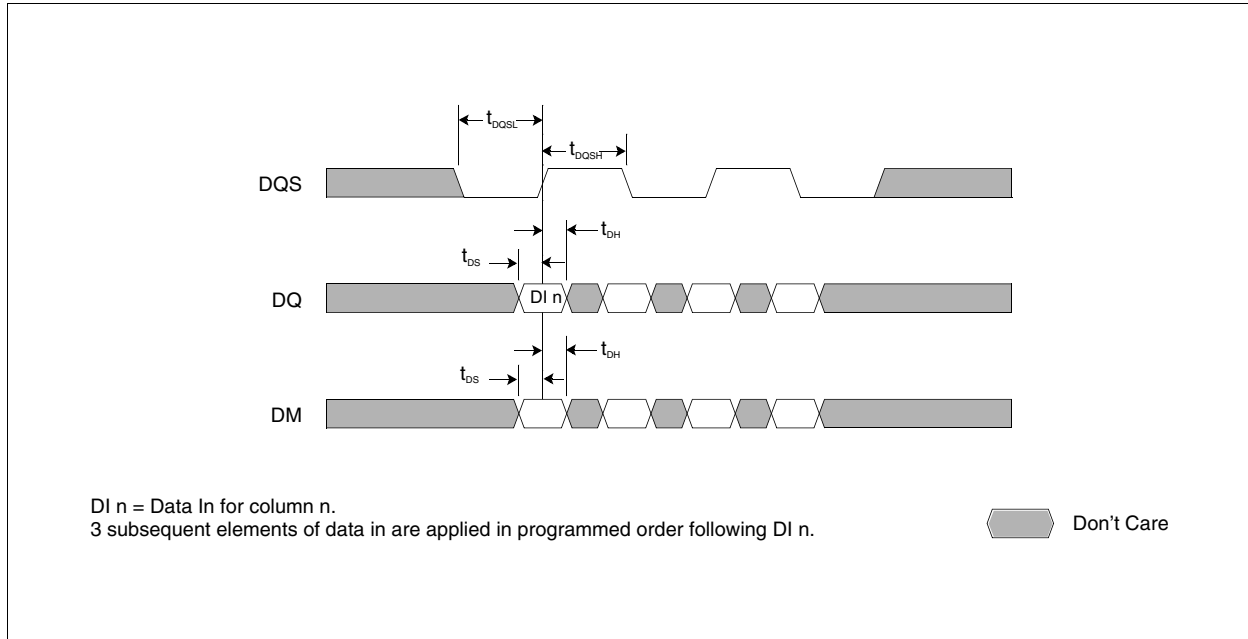 tDQSL
tDQSH
DQS
tDH
tDS
DQ
DI n
tDH
tDS
DM
DI n = Data In for column n.
3 subsequent elements of data in are applied in programmed order following DI n.
Don't Care